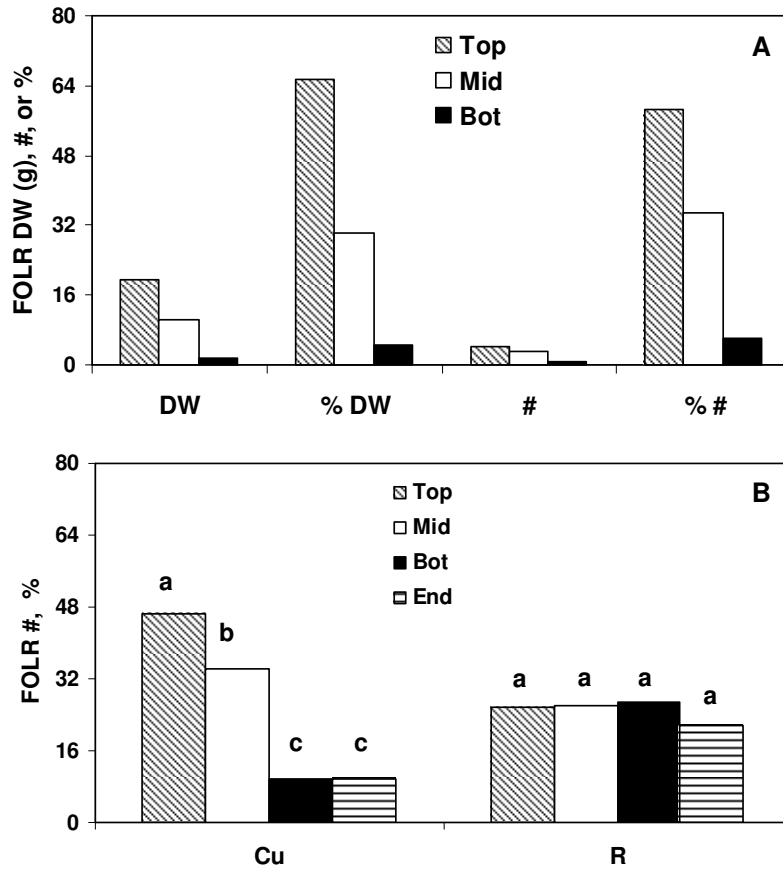 80
A
Top
64
Mid
Bot
48
32
16
0
FOLR DW (g), #, or %
DW % DW # % #
80
B
Top
64
Mid
Bot
End
48
32
16
0
FOLR #, %
a
b
c c
a a a a
Cu R